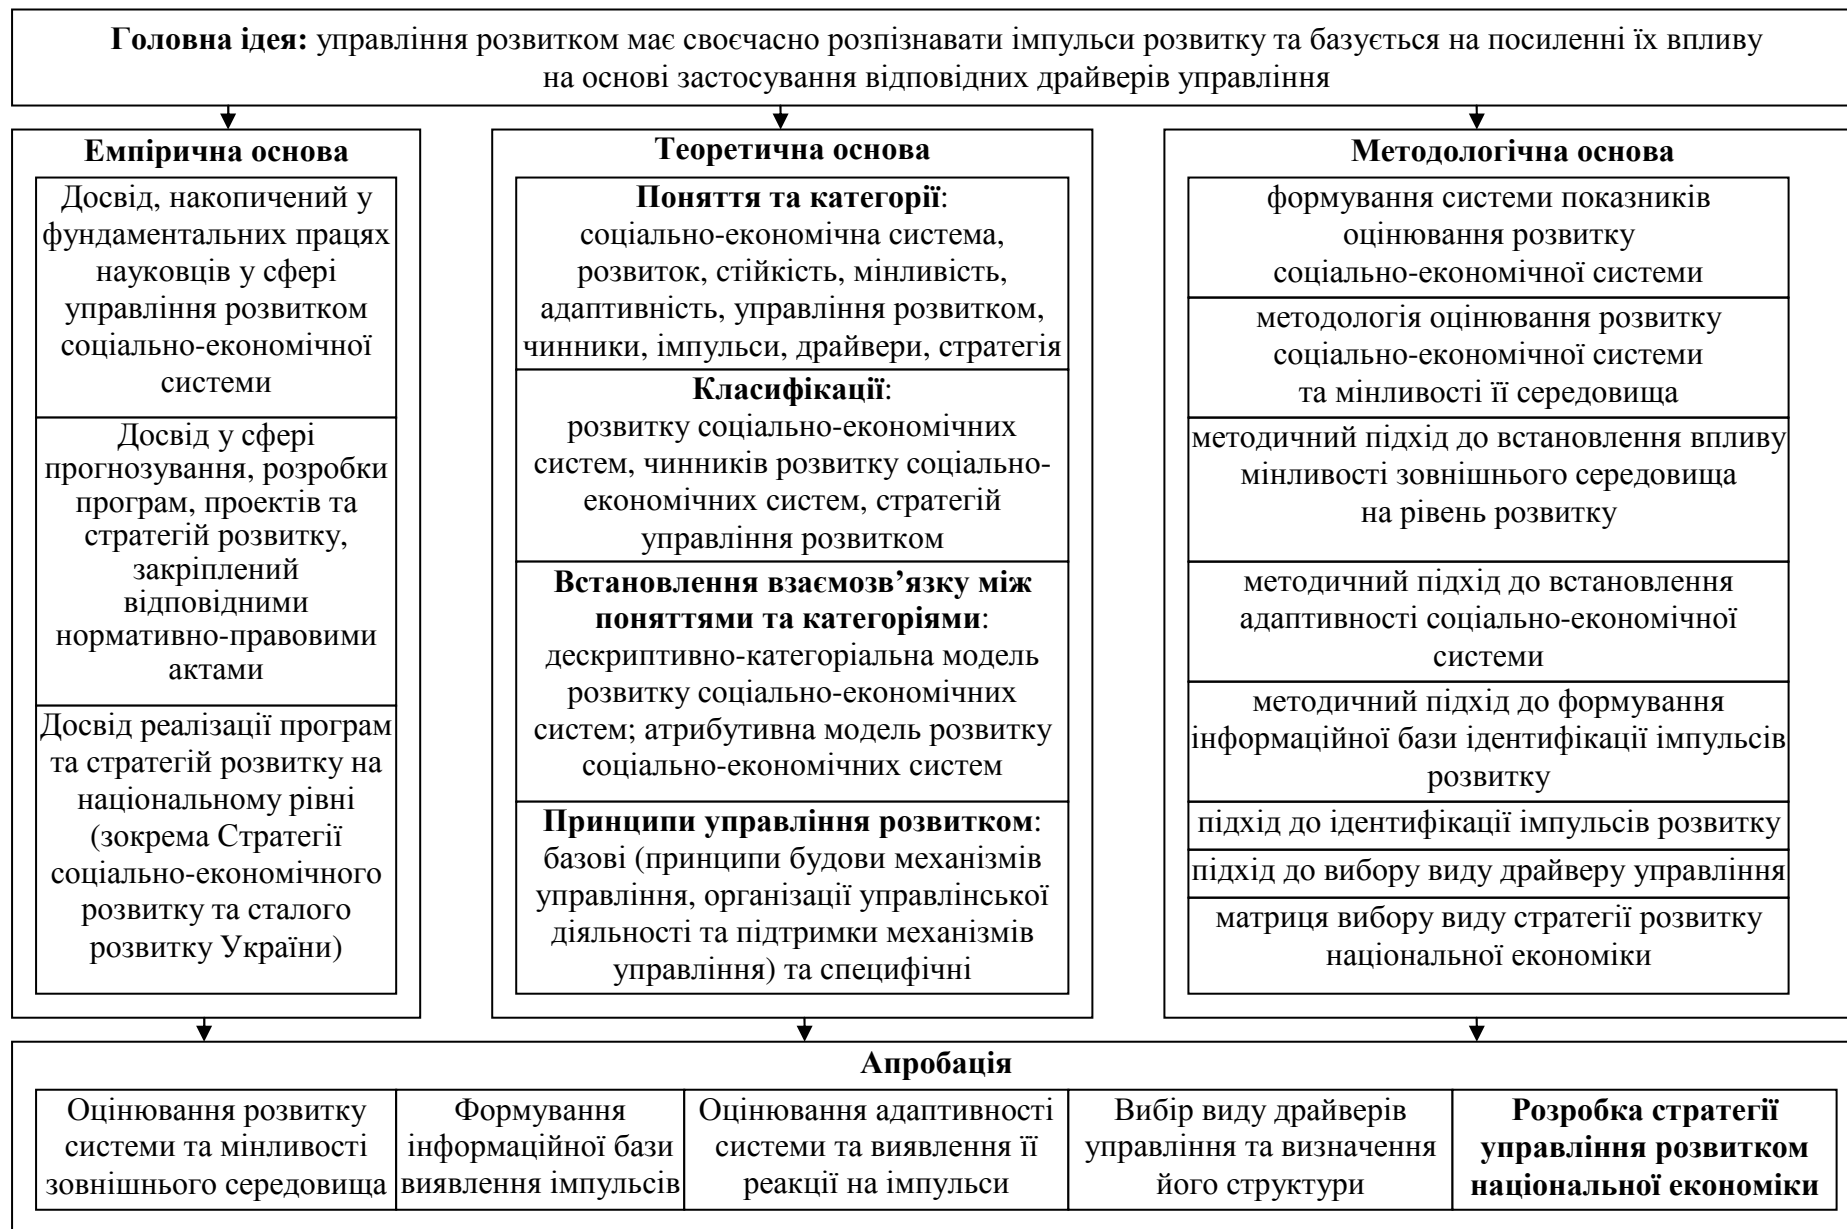 Головна ідея: управління розвитком має своєчасно розпізнавати імпульси розвитку та базується на посиленні їх впливу
на основі застосування відповідних драйверів управління
Емпірична основа
Досвід, накопичений у
фундаментальних працях
науковців у сфері
управління розвитком
соціально-економічної
системи
Досвід у сфері
прогнозування, розробки
програм, проектів та
стратегій розвитку,
закріплений
відповідними
нормативно-правовими
актами
Досвід реалізації програм
та стратегій розвитку на
національному рівні
(зокрема Стратегії
соціально-економічного
розвитку та сталого
розвитку України)
Теоретична основа
Поняття та категорії:
соціально-економічна система,
розвиток, стійкість, мінливість,
адаптивність, управління розвитком,
чинники, імпульси, драйвери, стратегія
Класифікації:
розвитку соціально-економічних
систем, чинників розвитку соціально-
економічних систем, стратегій
управління розвитком
Встановлення взаємозв’язку між
поняттями та категоріями:
дескриптивно-категоріальна модель
розвитку соціально-економічних
систем; атрибутивна модель розвитку
соціально-економічних систем
Принципи управління розвитком:
базові (принципи будови механізмів
управління, організації управлінської
діяльності та підтримки механізмів
управління) та специфічні
Методологічна основа
формування системи показників
оцінювання розвитку
соціально-економічної системи
методологія оцінювання розвитку
соціально-економічної системи
та мінливості її середовища
методичний підхід до встановлення впливу
мінливості зовнішнього середовища
на рівень розвитку
методичний підхід до встановлення
адаптивності соціально-економічної
системи
методичний підхід до формування
інформаційної бази ідентифікації імпульсів
розвитку
підхід до ідентифікації імпульсів розвитку
підхід до вибору виду драйверу управління
матриця вибору виду стратегії розвитку
національної економіки
Апробація
Оцінювання розвитку
системи та мінливості
зовнішнього середовища
Формування
інформаційної бази
виявлення імпульсів
Оцінювання адаптивності
системи та виявлення її
реакції на імпульси
Вибір виду драйверів
управління та визначення
його структури
Розробка стратегії
управління розвитком
національної економіки